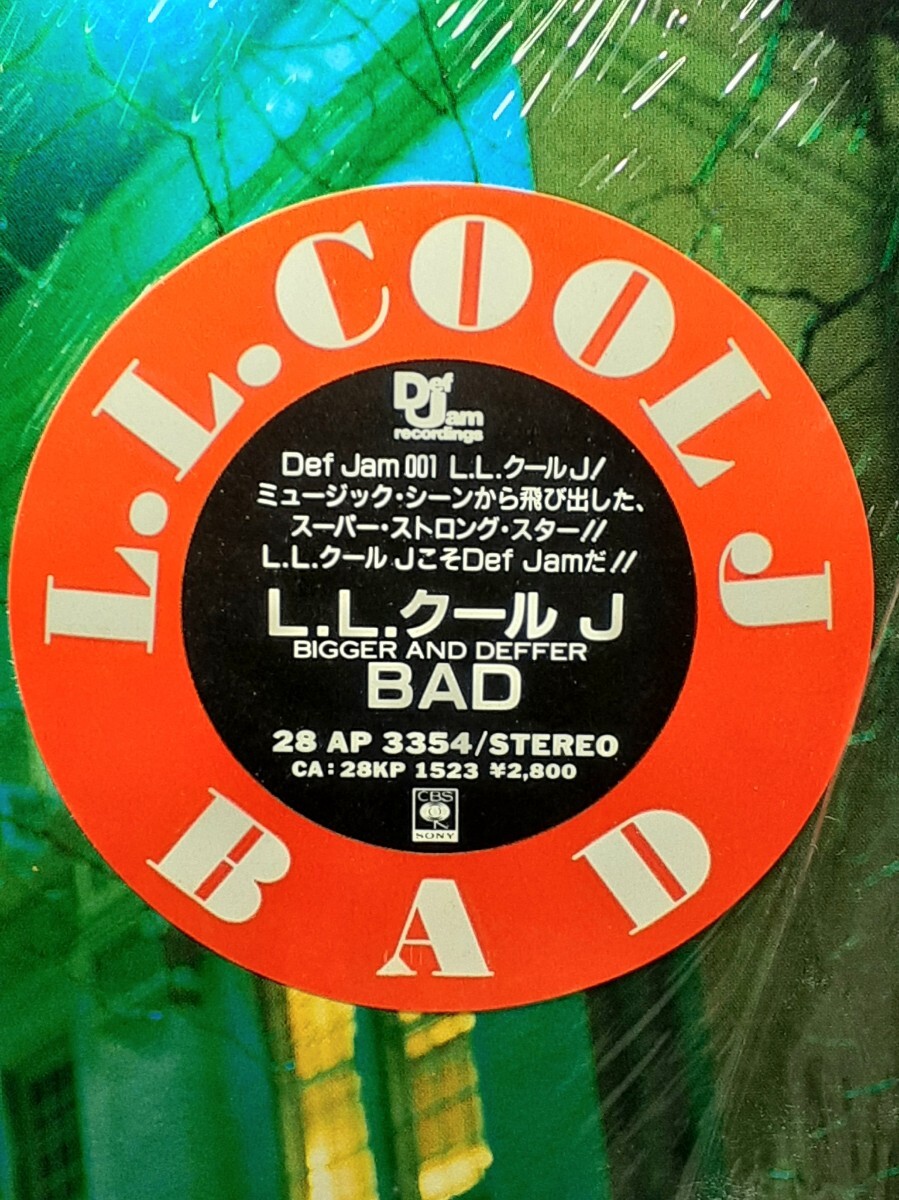 L.L.COOL J
Def Jam
recordings
Def Jam 001 L.L.クールJ!
ミュージック・シーンから飛び出した、
スーパー・ストロング・スター!!
L.L.クール JこそDef Jamだ!!
L.L.クール J
BIGGER AND DEFFER
BAD
28 AP 3354/STEREO
CA:28KP 1523 ¥2,800
CBS
SONY
BAD